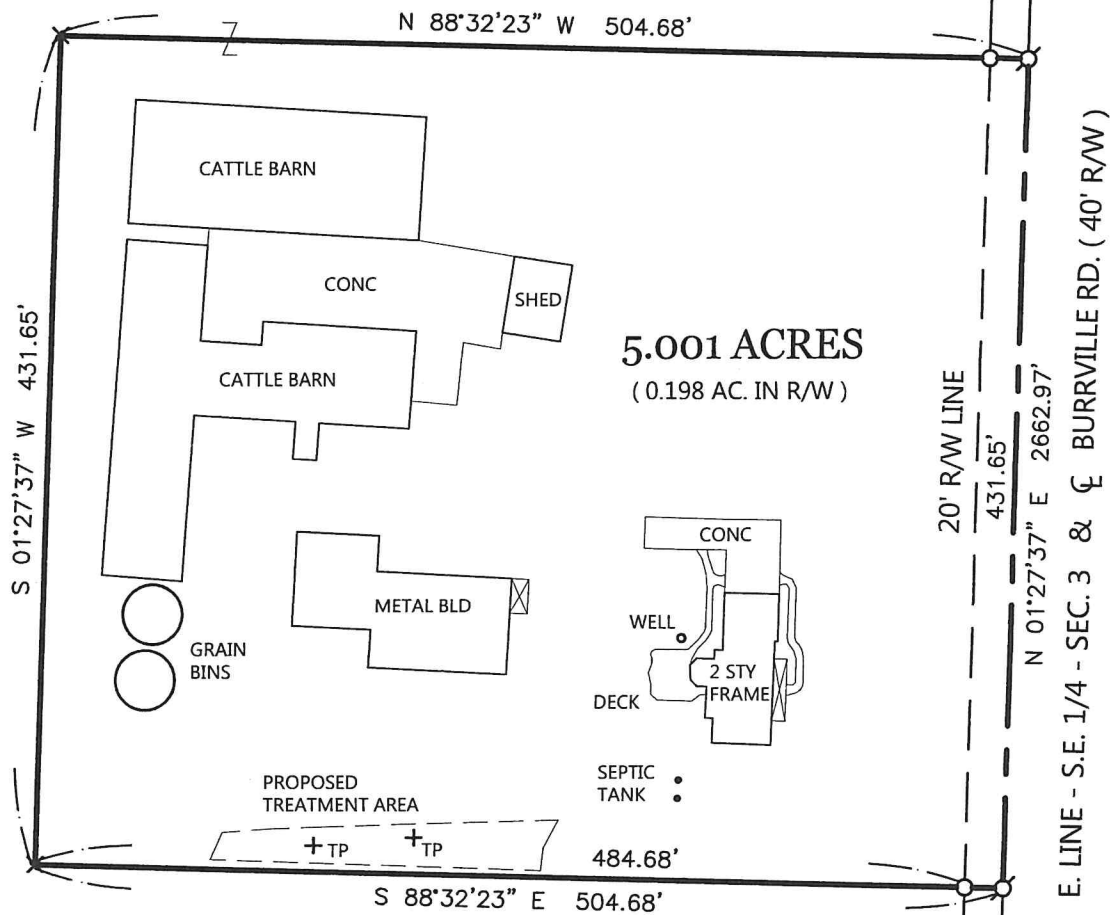 N 88°32'23" W 504.68'
CATTLE BARN
CONC
SHED
CATTLE BARN
5.001 ACRES
( 0.198 AC. IN R/W )
S 01°27'37" W 431.65'
20' R/W LINE
431.65'
N 01°27'37" E 2662.97'
E. LINE - S.E. 1/4 - SEC. 3 & ℄ BURRVILLE RD. ( 40' R/W )
CONC
METAL BLD
WELL
GRAIN
BINS
2 STY
FRAME
DECK
SEPTIC
TANK
PROPOSED
TREATMENT AREA
TP
TP
484.68'
S 88°32'23" E 504.68'